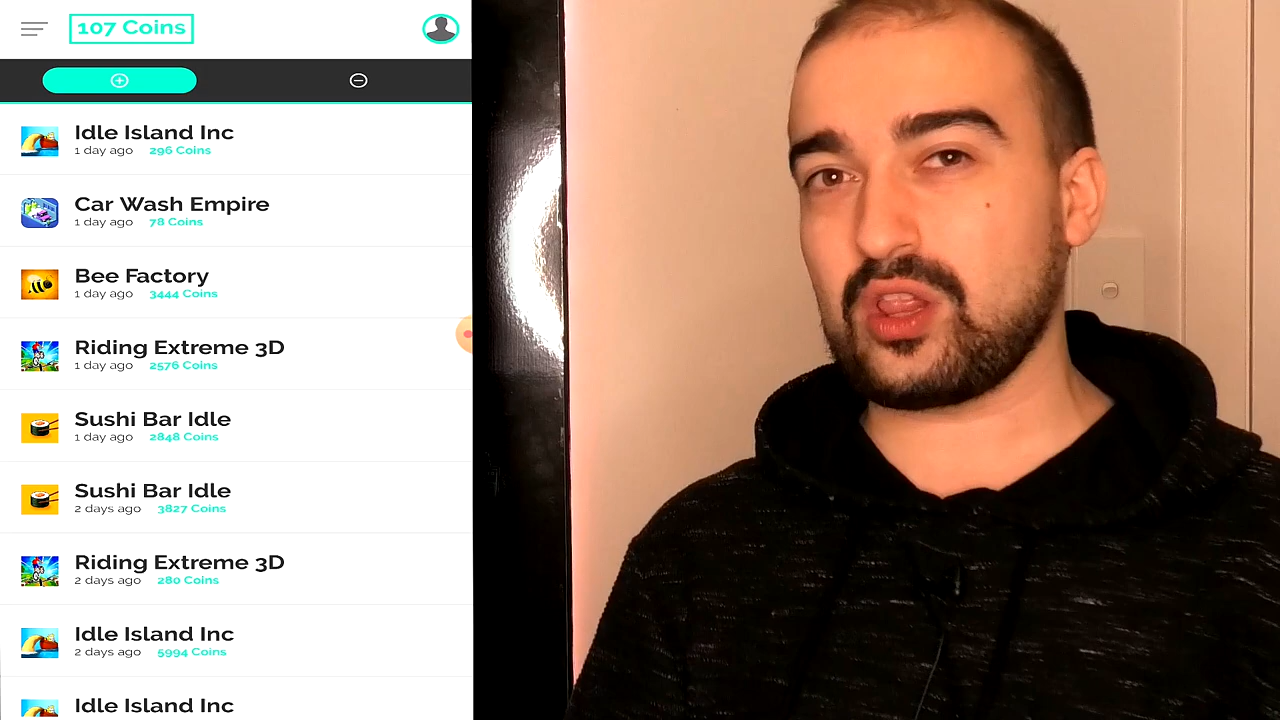 107 Coins
Idle Island Inc
1 day ago 296 Coins
Car Wash Empire
1 day ago 78 Coins
Bee Factory
1 day ago 3444 Coins
Riding Extreme 3D
1 day ago 2576 Coins
Sushi Bar Idle
1 day ago 2848 Coins
Sushi Bar Idle
2 days ago 3827 Coins
Riding Extreme 3D
2 days ago 280 Coins
Idle Island Inc
2 days ago 5994 Coins
Idle Island Inc